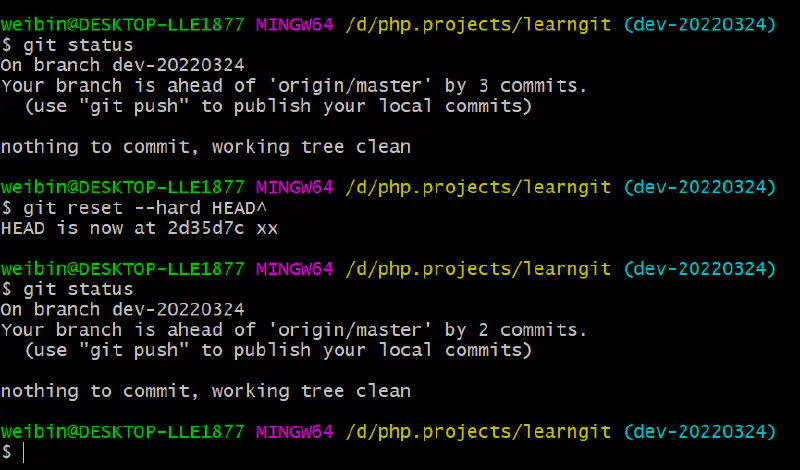 weibin@DESKTOP-LLE1877 MINGW64 /d/php.projects/learngit (dev-20220324)
$ git status
On branch dev-20220324
Your branch is ahead of 'origin/master' by 3 commits.
  (use "git push" to publish your local commits)

nothing to commit, working tree clean

weibin@DESKTOP-LLE1877 MINGW64 /d/php.projects/learngit (dev-20220324)
$ git reset --hard HEAD^
HEAD is now at 2d35d7c xx

weibin@DESKTOP-LLE1877 MINGW64 /d/php.projects/learngit (dev-20220324)
$ git status
On branch dev-20220324
Your branch is ahead of 'origin/master' by 2 commits.
  (use "git push" to publish your local commits)

nothing to commit, working tree clean

weibin@DESKTOP-LLE1877 MINGW64 /d/php.projects/learngit (dev-20220324)
$